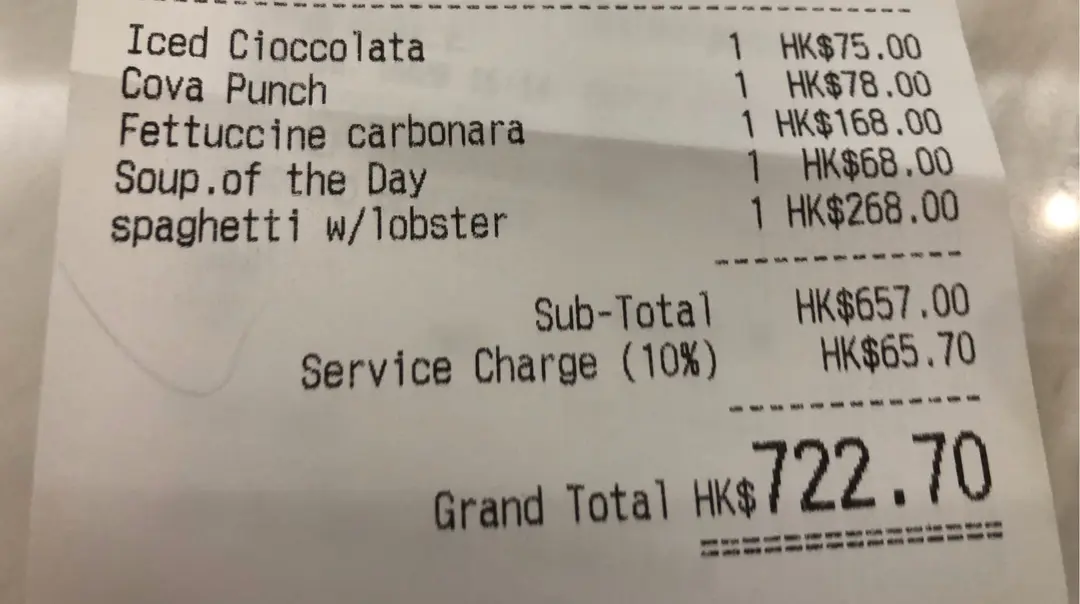 Iced Cioccolata 1 HK$75.00
Cova Punch 1 HK$78.00
Fettuccine carbonara 1 HK$168.00
Soup.of the Day 1 HK$68.00
spaghetti w/lobster 1 HK$268.00
Sub-Total HK$657.00
Service Charge (10%) HK$65.70
Grand Total HK$722.70